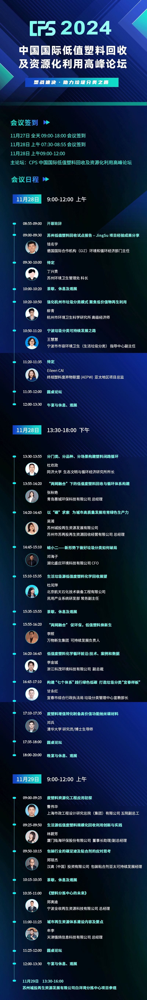 CPS 2024
中国国际低值塑料回收
及资源化利用高峰论坛
塑战速决·助力垃圾分类之路
会议签到
11月27日 全天 09:00-18:00 会议签到
11月28日 上午 07:30-08:55 会议签到
11月28日 上午09:00-12:00
主论坛：CPS 中国国际低值塑料回收及资源化利用高峰论坛
会议日程
11月28日 9:00-12:00 上午
08:55-09:00 开幕致辞
09:00-09:30 苏州低值塑料回收试点报告 – JingSu 项目经验成果分享
钱名宇
德国国际合作机构（GIZ）环境和循环经济部门主任
09:30-10:00 待定
丁兴贵
苏州环境卫生管理处 科长
10:00-10:20 茶歇、休息及观展
10:20-10:50 强化杭州市垃圾分类模式 聚焦低价值物再生利用
柳青
杭州市环境卫生科学研究所 高级经济师
10:50-11:20 宁波垃圾分类可持续发展之路
王慧慧
宁波市市容环境卫生（生活垃圾分类） 指导中心副主任
11:20-11:35 待定
Eileen CAI
终结塑料废弃物联盟 (AEPW) 亚太地区项目总监
11:35-12:00 圆桌论坛
12:00-13:30 午宴与休息、观展
11月28日 13:30-18:00 下午
13:30-13:55 分门类、分品种、分场景构建塑料闭路循环
杜欢政
同济大学 生态文明与循环经济研究所所长
13:55-14:20 “两网融合”下的低值废塑料回收与循环体系构建
张秋艳
青岛惠城环保科技有限公司 总经理
14:20-14:45 以“碳”求索 为城市高质量发展培育绿色生产力
吴湘
苏州城投再生资源发展有限公司
苏州市苏再投再生资源回收经营有限公司 总经理
14:45-15:10 蛙小二——新形势下做好垃圾分类如何破局
邓海子
湖北盛庄环境科技有限公司 CFO
15:10-15:35 生活垃圾源低值废塑料化学回收展望
杜闰萍
北京航天石化技术装备工程有限公司
民用产业系统研发部 常务副主任
15:35-15:55 茶歇、休息及观展
15:55-16:20 “两网融合” 促环保，低值塑料焕新生
李照
万物新生集团 可持续发展负责人
16:20-16:45 低值废塑料化学循环前沿:技术、案例和数据
李金城
浙江科茂环境科技有限公司 副总裁
16:45-17:10 构建“七个体系”践行绿色低碳 打造垃圾分类“宜春样板”
甘永红
宜春市综合行政执法局 垃圾分类管理中心宣教部长
17:10-17:35 废塑料增值转化制备高价值功能纳米碳材料
邓兵
清华大学 研究员/博士生导师
17:35-18:00 圆桌论坛
18:00-20:00 晚宴与休息、观展
11月29日 9:00-12:00 上午
09:00-09:25 废塑料资源化工程应用初探
曹伟华
上海市政工程设计研究总院（集团）有限公司 五院副总工
09:25-09:50 生活源低值废塑料规模化回收利用创新与实践
林蔚芳
厦门陆海环保股份有限公司 董事长助理/副总经理
09:50-10:15 包装行业的碳足迹及粘合剂的应对思考
郑琰杰
汉高（中国）投资有限公司 包装粘合剂亚太可持续发展经理
10:15-10:35 茶歇、休息及观展
10:35-11:00 《塑料分拣中心的未来》
郑奥迪
宁波全收再生资源科技有限公司 总经理
11:00-11:25 城市再生资源体系建设内容及要点
牟李
天津循鸽信息科技有限公司 总经理
11:25-12:00 圆桌论坛
12:00-13:30 午宴与休息、观展
11月29日 13:30-16:00
苏州城投再生资源发展有限公司白洋湾分拣中心项目参观